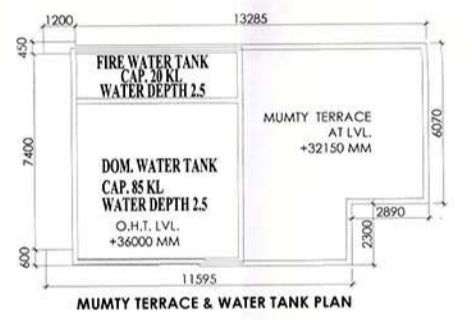 1200
13285
450
FIRE WATER TANK
CAP. 20 KL
WATER DEPTH 2.5
MUMTY TERRACE
AT LVL.
+32150 MM
6070
7400
DOM. WATER TANK
CAP. 85 KL
WATER DEPTH 2.5
O.H.T. LVL.
+36000 MM
2890
2300
600
11595
MUMTY TERRACE & WATER TANK PLAN